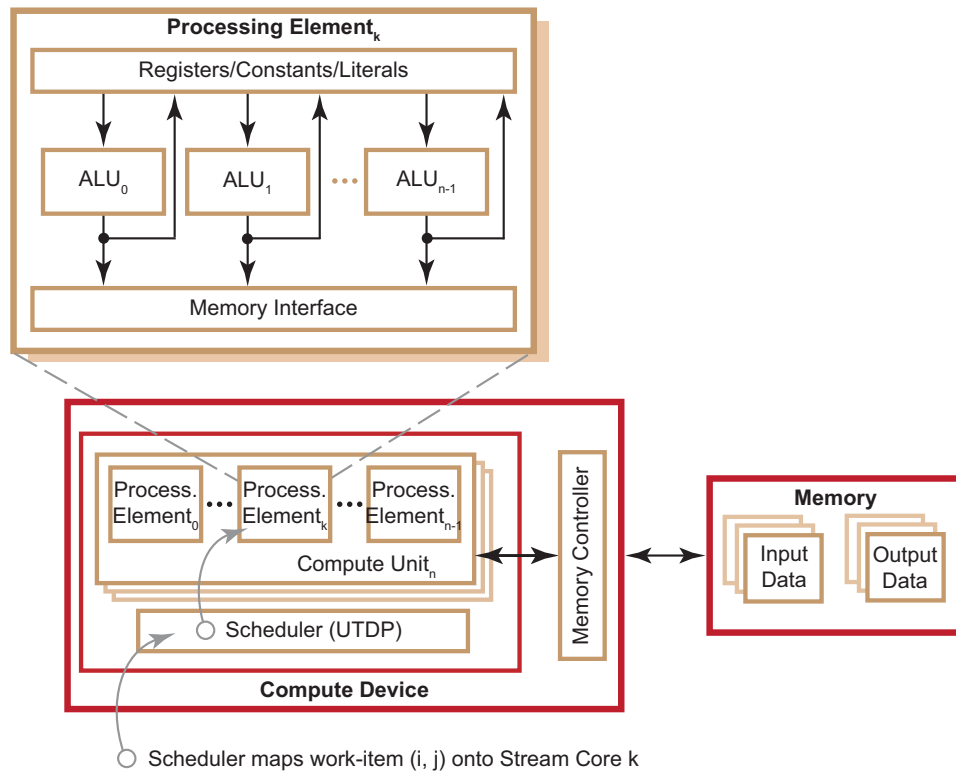 Processing Elementₖ
Registers/Constants/Literals
ALU₀
ALU₁
ALUₙ₋₁
Memory Interface
Process.
Element₀
Process.
Elementₖ
Process.
Elementₙ₋₁
Compute Unitₙ
Scheduler (UTDP)
Compute Device
Memory Controller
Memory
Input
Data
Output
Data
Scheduler maps work-item (i, j) onto Stream Core k